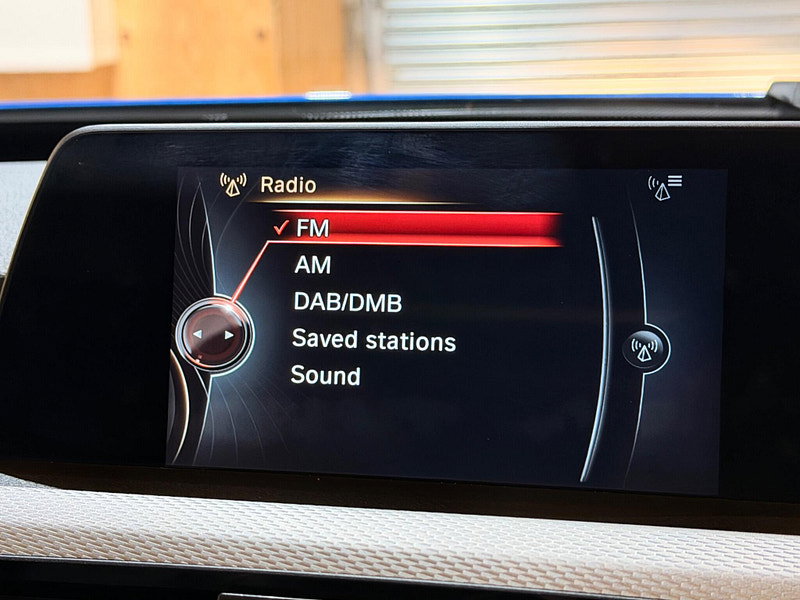 Radio
FM
AM
DAB/DMB
Saved stations
Sound